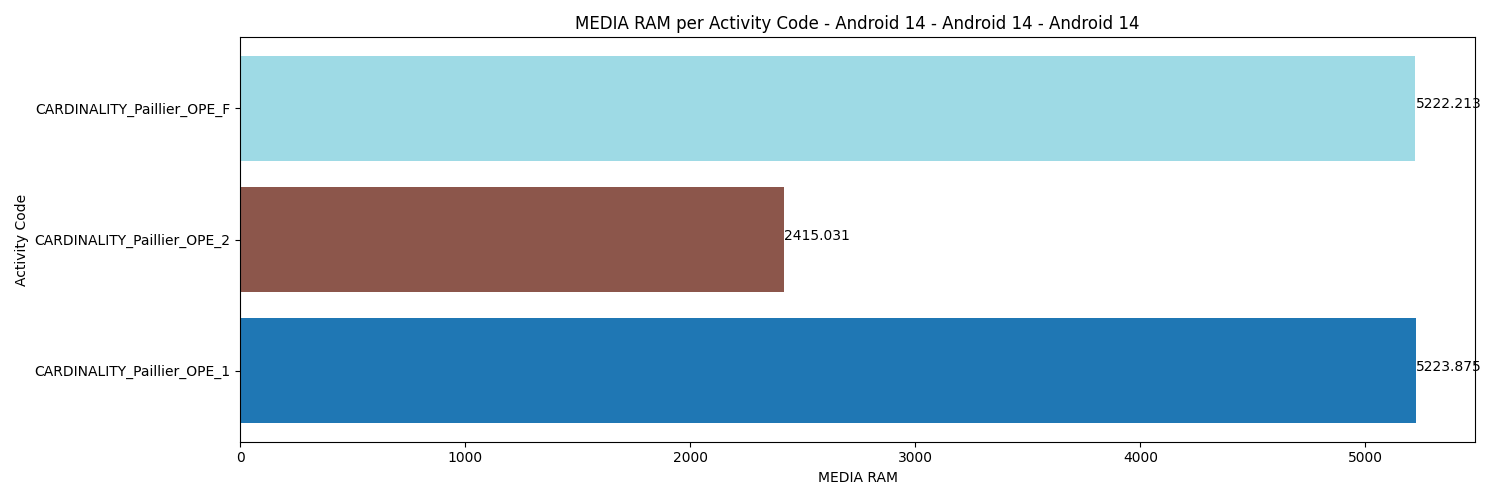 MEDIA RAM per Activity Code - Android 14 - Android 14 - Android 14
CARDINALITY_Paillier_OPE_F
5222.213
CARDINALITY_Paillier_OPE_2
2415.031
CARDINALITY_Paillier_OPE_1
5223.875
Activity Code
0 1000 2000 3000 4000 5000
MEDIA RAM